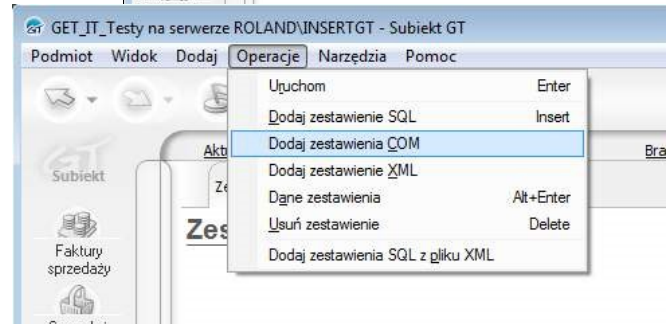 GET_IT_Testy na serwerze ROLAND\INSERTGT - Subiekt GT
Podmiot Widok Dodaj Operacje Narzędzia Pomoc
Uruchom Enter
Dodaj zestawienie SQL Insert
Dodaj zestawienia COM
Dodaj zestawienie XML
Dane zestawienia Alt+Enter
Usuń zestawienie Delete
Dodaj zestawienia SQL z pliku XML
GT
Subiekt
Faktury
sprzedaży